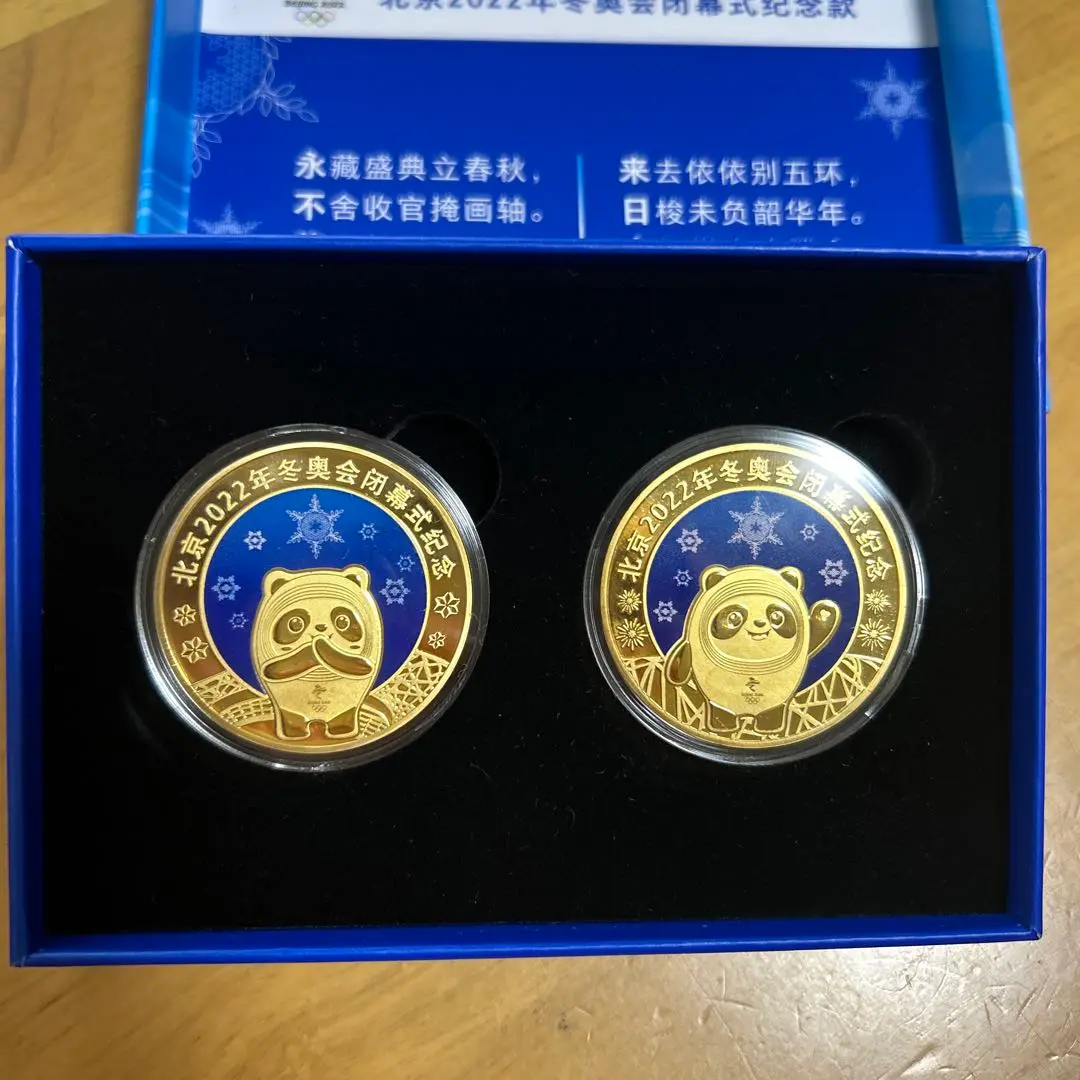 BEIJING 2022
北京2022年冬奥会闭幕式纪念款
永藏盛典立春秋，
不舍收官掩画轴。
来去依依别五环，
日梭未负韶华年。
北京2022年冬奥会闭幕式纪念
北京2022年冬奥会闭幕式纪念